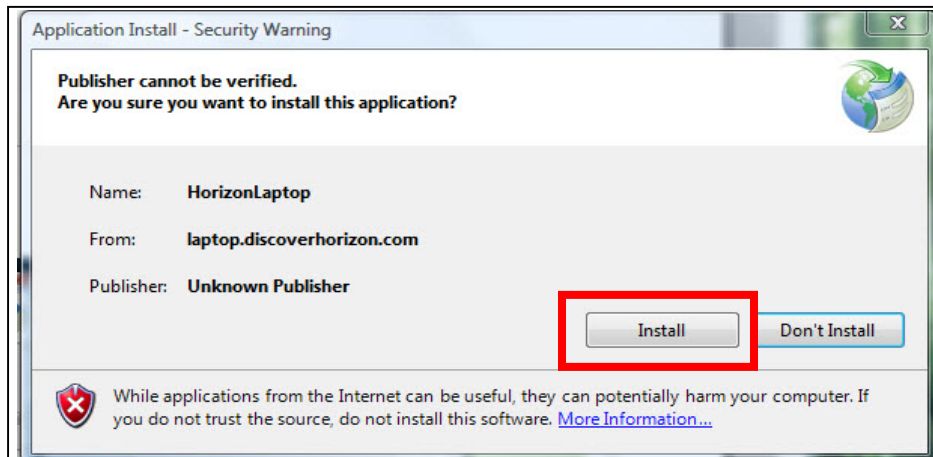 Application Install - Security Warning
Publisher cannot be verified.
Are you sure you want to install this application?
Name: HorizonLaptop
From: laptop.discoverhorizon.com
Publisher: Unknown Publisher
Install Don't Install
While applications from the Internet can be useful, they can potentially harm your computer. If
you do not trust the source, do not install this software. More Information...